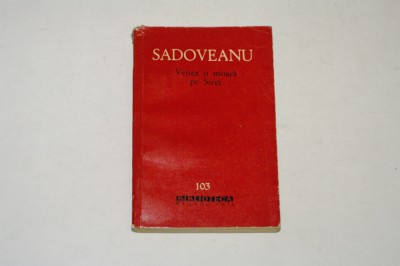 SADOVEANU
Venea o moară
pe Siret
103
BIBLIOTECA